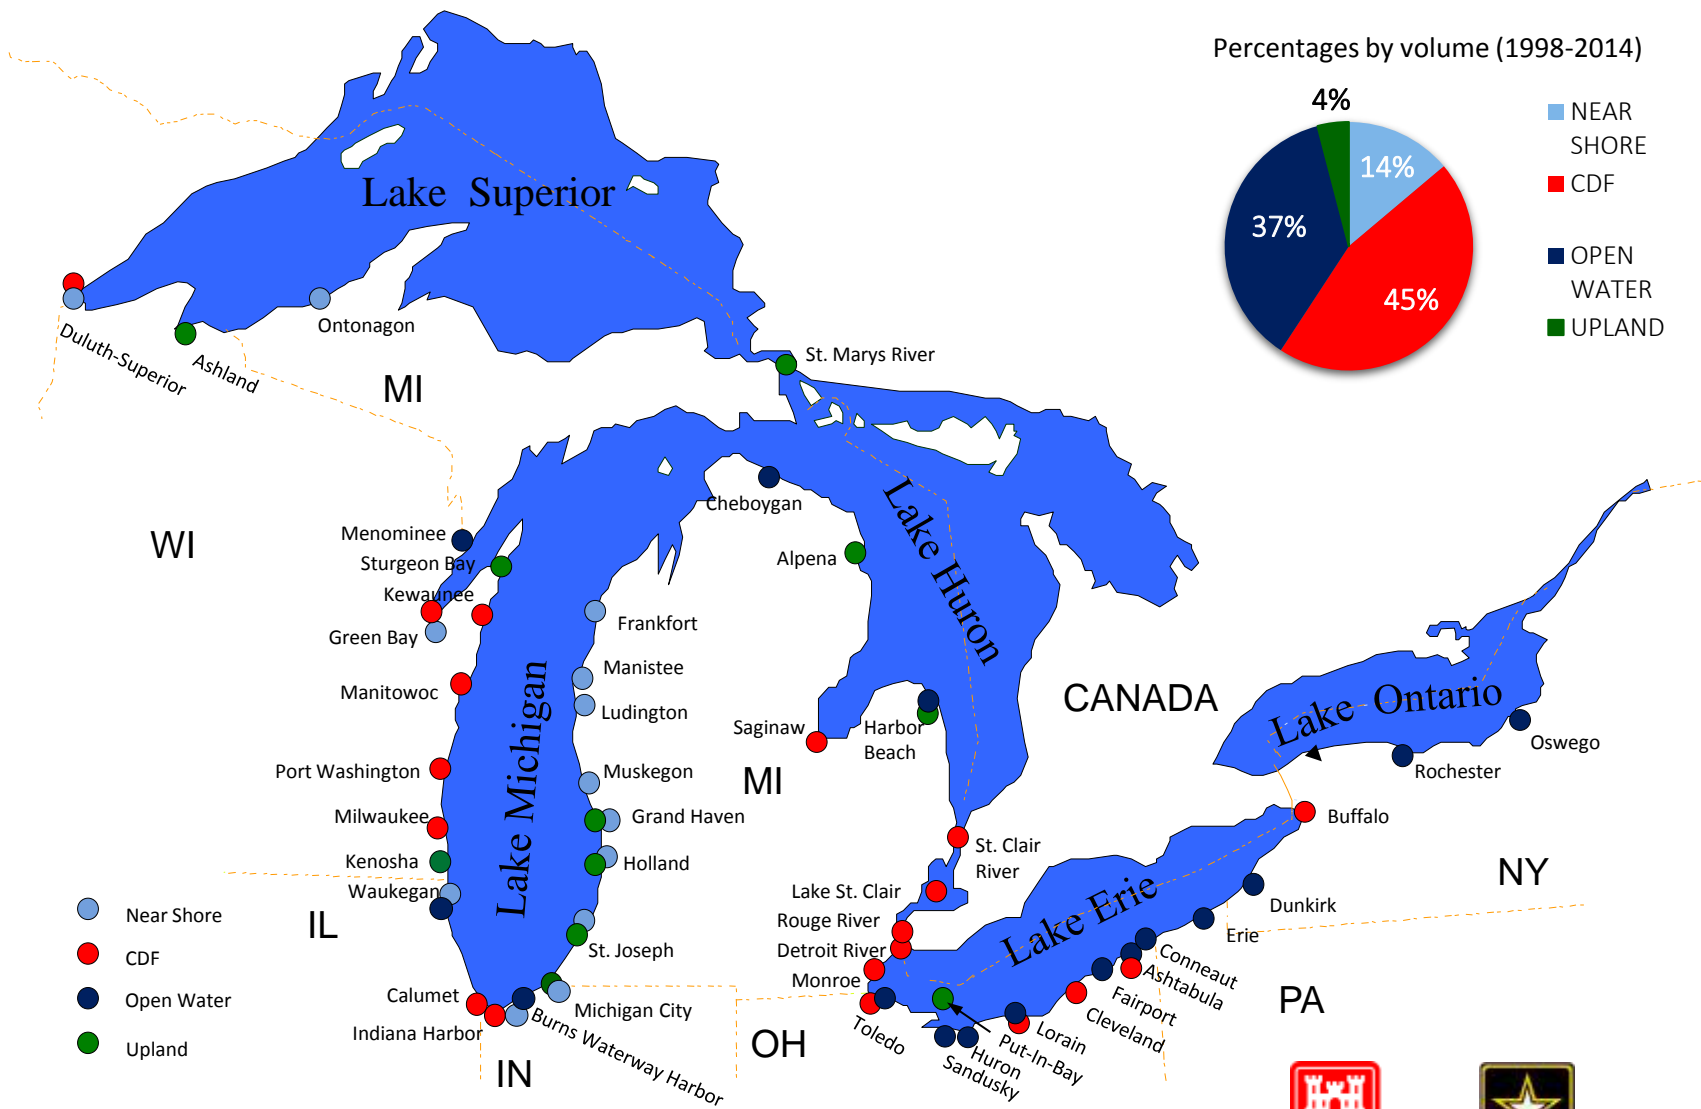 Percentages by volume (1998-2014)
4%
14%
37%
45%
NEAR
SHORE
CDF
OPEN
WATER
UPLAND
Lake Superior
Duluth-Superior
Ashland
Ontonagon
MI
St. Marys River
WI
Menominee
Sturgeon Bay
Kewaunee
Green Bay
Manitowoc
Port Washington
Milwaukee
Kenosha
Waukegan
IL
Calumet
Indiana Harbor
IN
Burns Waterway Harbor
Michigan City
St. Joseph
Holland
Grand Haven
Muskegon
Ludington
Manistee
Frankfort
Lake Michigan
Cheboygan
Alpena
Lake Huron
Saginaw
Harbor
Beach
MI
CANADA
St. Clair
River
Lake St. Clair
Rouge River
Detroit River
Monroe
Toledo
OH
Sandusky
Huron
Put-In-Bay
Lorain
Cleveland
Fairport
Ashtabula
Conneaut
Erie
Dunkirk
Buffalo
Lake Erie
PA
NY
Lake Ontario
Rochester
Oswego
Near Shore
CDF
Open Water
Upland